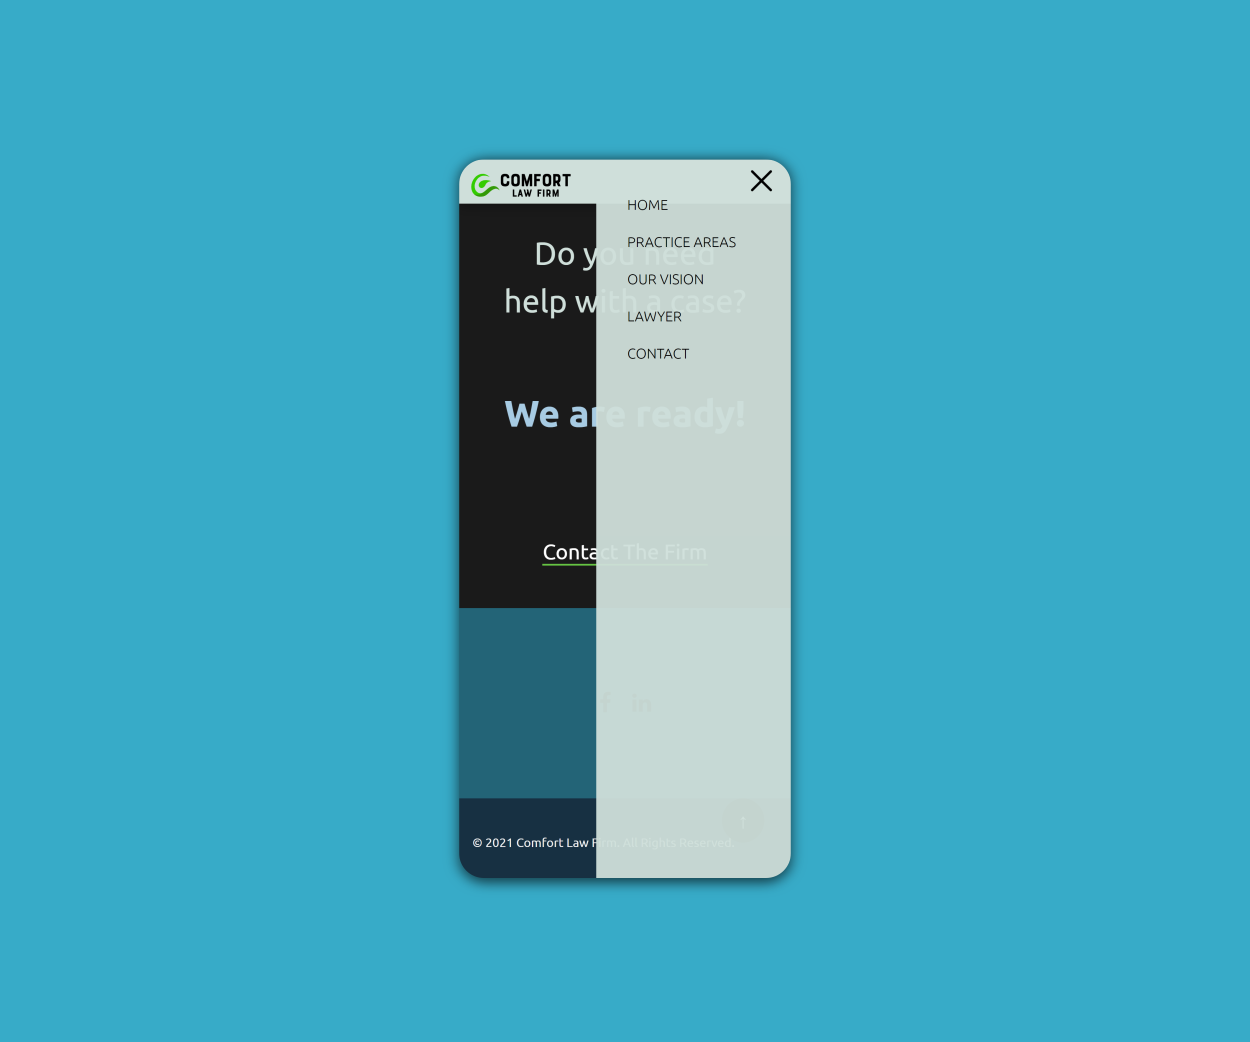 COMFORT
LAW FIRM
HOME
PRACTICE AREAS
OUR VISION
LAWYER
CONTACT
Do you need
help with a case?
We are ready!
Contact The Firm
f in
© 2021 Comfort Law Firm. All Rights Reserved.